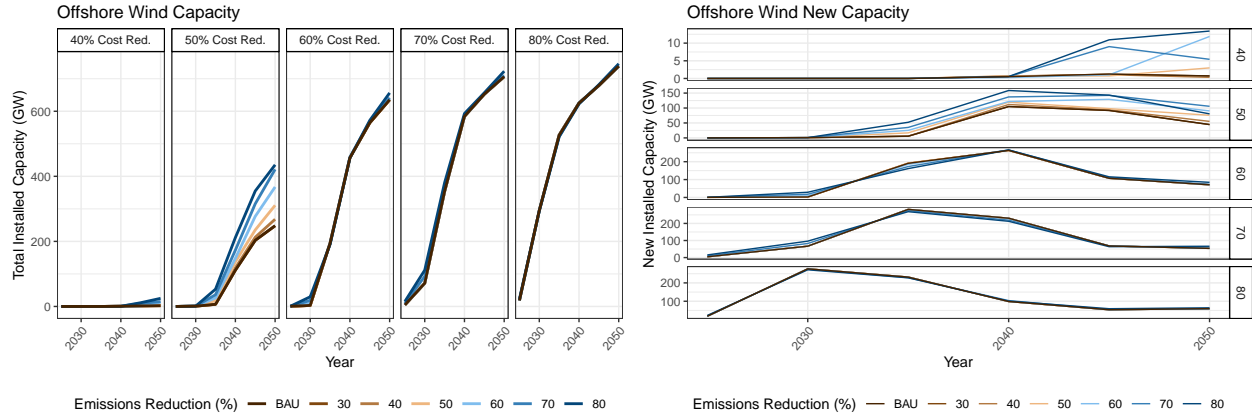 Offshore Wind Capacity
40% Cost Red. 50% Cost Red. 60% Cost Red. 70% Cost Red. 80% Cost Red.
Total Installed Capacity (GW)
600
400
200
0
2030 2040 2050 2030 2040 2050 2030 2040 2050 2030 2040 2050 2030 2040 2050
Year
Emissions Reduction (%) BAU 30 40 50 60 70 80
Offshore Wind New Capacity
New Installed Capacity (GW)
10
5
0
40
150
100
50
0
50
200
100
0
60
200
100
0
70
200
100
80
2030 2040 2050
Year
Emissions Reduction (%) BAU 30 40 50 60 70 80